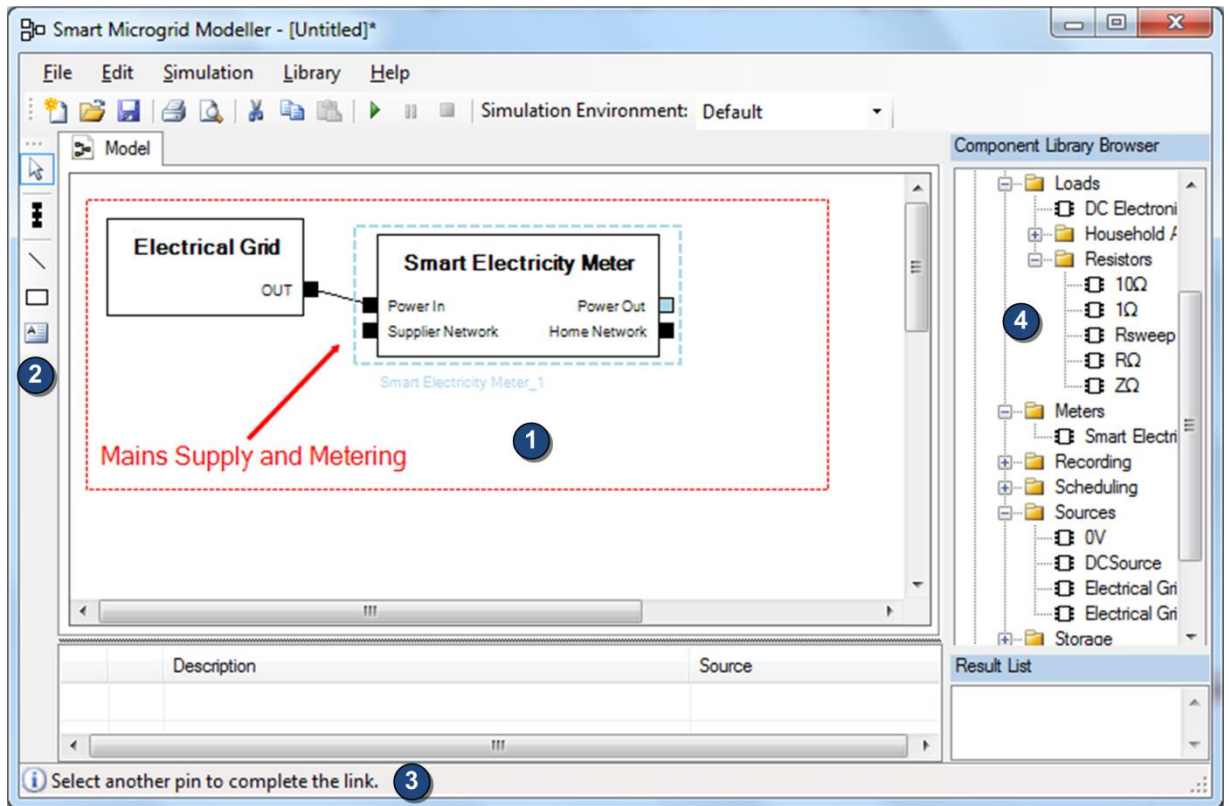 Smart Microgrid Modeller - [Untitled]*
File Edit Simulation Library Help
Simulation Environment: Default
Model
Electrical Grid
OUT
Smart Electricity Meter
Power In Power Out
Supplier Network Home Network
Smart Electricity Meter_1
Mains Supply and Metering
1
2
Component Library Browser
Loads
DC Electroni
Household A
Resistors
10Ω
1Ω
Rsweep
RΩ
ZΩ
Meters
Smart Electri
Recording
Scheduling
Sources
0V
DCSource
Electrical Gri
Electrical Gri
Storage
4
Description Source
Result List
Select another pin to complete the link.
3